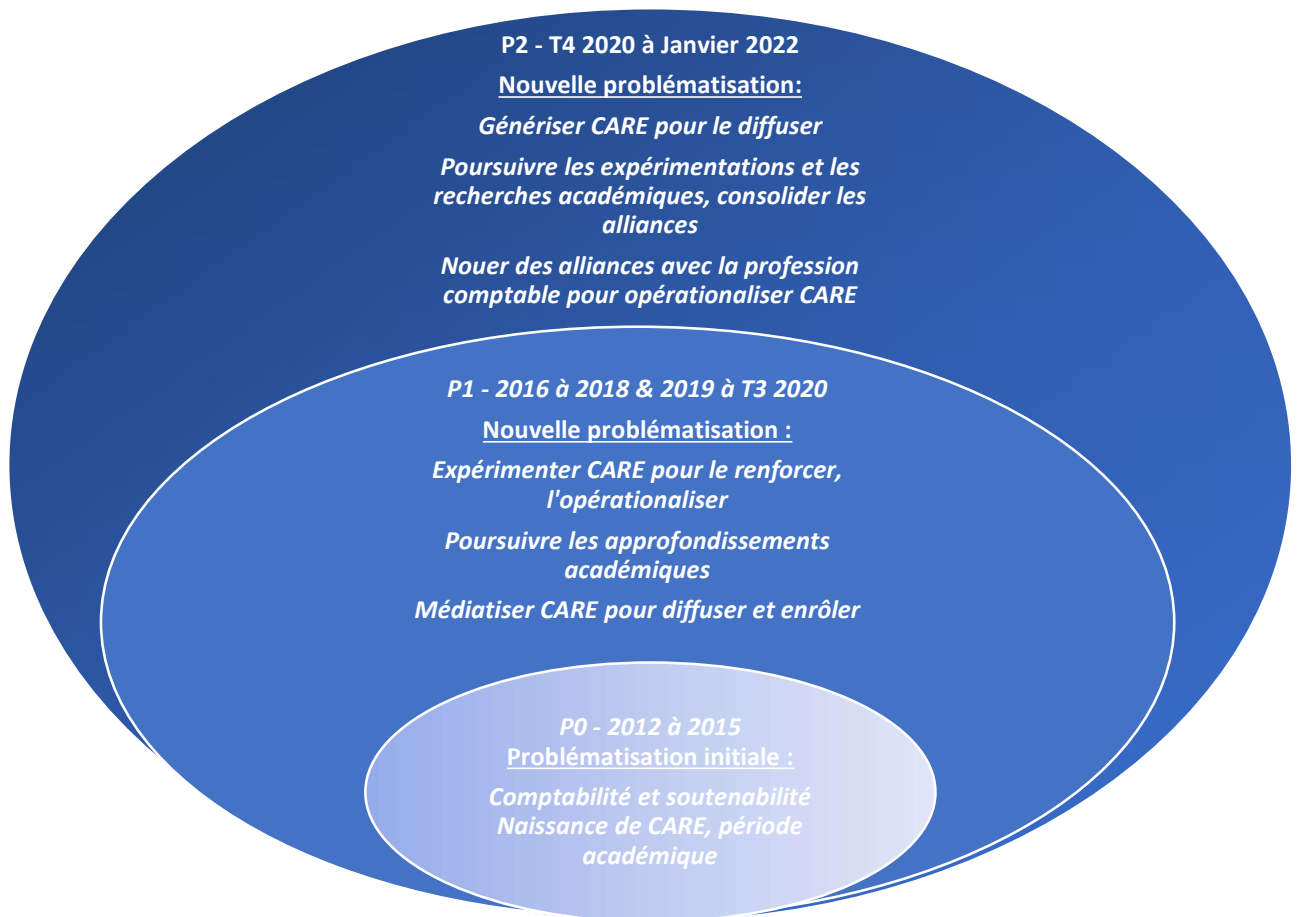 P2 - T4 2020 à Janvier 2022
Nouvelle problématisation:
Génériser CARE pour le diffuser
Poursuivre les expérimentations et les
recherches académiques, consolider les
alliances
Nouer des alliances avec la profession
comptable pour opérationaliser CARE
P1 - 2016 à 2018 & 2019 à T3 2020
Nouvelle problématisation :
Expérimenter CARE pour le renforcer,
l'opérationaliser
Poursuivre les approfondissements
académiques
Médiatiser CARE pour diffuser et enrôler
P0 - 2012 à 2015
Problématisation initiale :
Comptabilité et soutenabilité
Naissance de CARE, période
académique